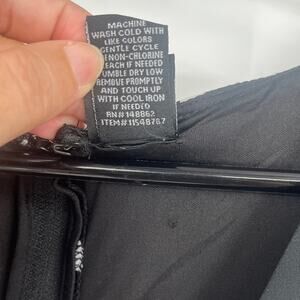 MACHINE
WASH COLD WITH
LIKE COLORS
GENTLE CYCLE
NON-CHLORINE
BLEACH IF NEEDED
TUMBLE DRY LOW
REMOVE PROMPTLY
AND TOUCH UP
WITH COOL IRON
IF NEEDED
RN# 148862
ITEM# 11548767